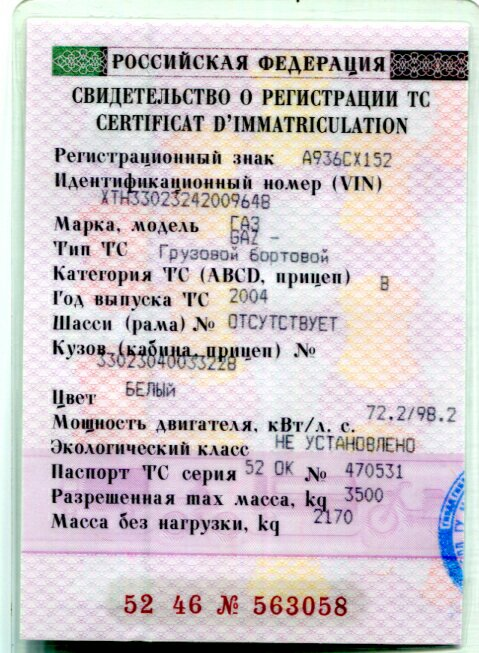 РОССИЙСКАЯ ФЕДЕРАЦИЯ
СВИДЕТЕЛЬСТВО О РЕГИСТРАЦИИ ТС
CERTIFICAT D'IMMATRICULATION
Регистрационный знак А936СХ152
Идентификационный номер (VIN)
ХТН33023242009648
Марка, модель ГАЗ
GAZ -
Тип ТС Грузовой бортовой
Категория ТС (ABCD, прицеп) В
Год выпуска ТС 2004
Шасси (рама) № ОТСУТСТВУЕТ
Кузов (кабина, прицеп) №
33023040033228
Цвет БЕЛЫЙ
Мощность двигателя, кВт/л. с. 72.2/98.2
Экологический класс НЕ УСТАНОВЛЕНО
Паспорт ТС серия 52 ОК № 470531
Разрешенная max масса, kg 3500
Масса без нагрузки, kg 2170
52 46 № 563058